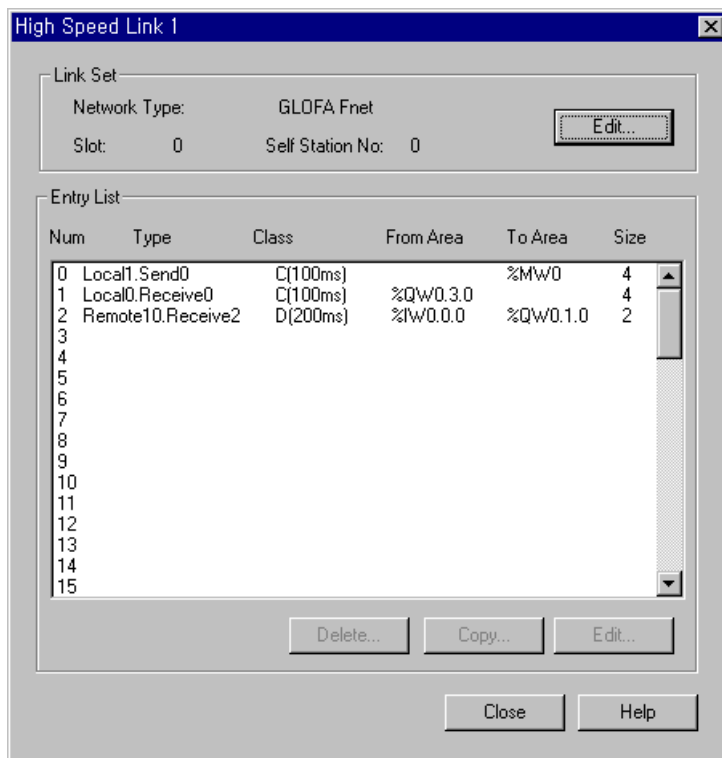 High Speed Link 1
Link Set
Network Type: GLOFA Fnet
Edit...
Slot: 0 Self Station No: 0
Entry List
Num Type Class From Area To Area Size
0 Local1.Send0 C(100ms) %MW0 4
1 Local0.Receive0 C(100ms) %QW0.3.0 4
2 Remote10.Receive2 D(200ms) %IW0.0.0 %QW0.1.0 2
3
4
5
6
7
8
9
10
11
12
13
14
15
Delete... Copy... Edit...
Close Help